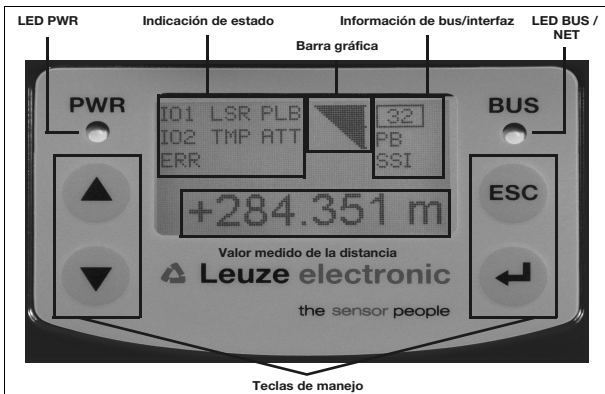 LED PWR
Indicación de estado
Información de bus/interfaz
LED BUS /
NET
Barra gráfica
PWR
BUS
IO1 LSR PLB
IO2 TMP ATT
ERR
32
PB
SSI
ESC
+284.351 m
Valor medido de la distancia
Leuze electronic
the sensor people
Teclas de manejo